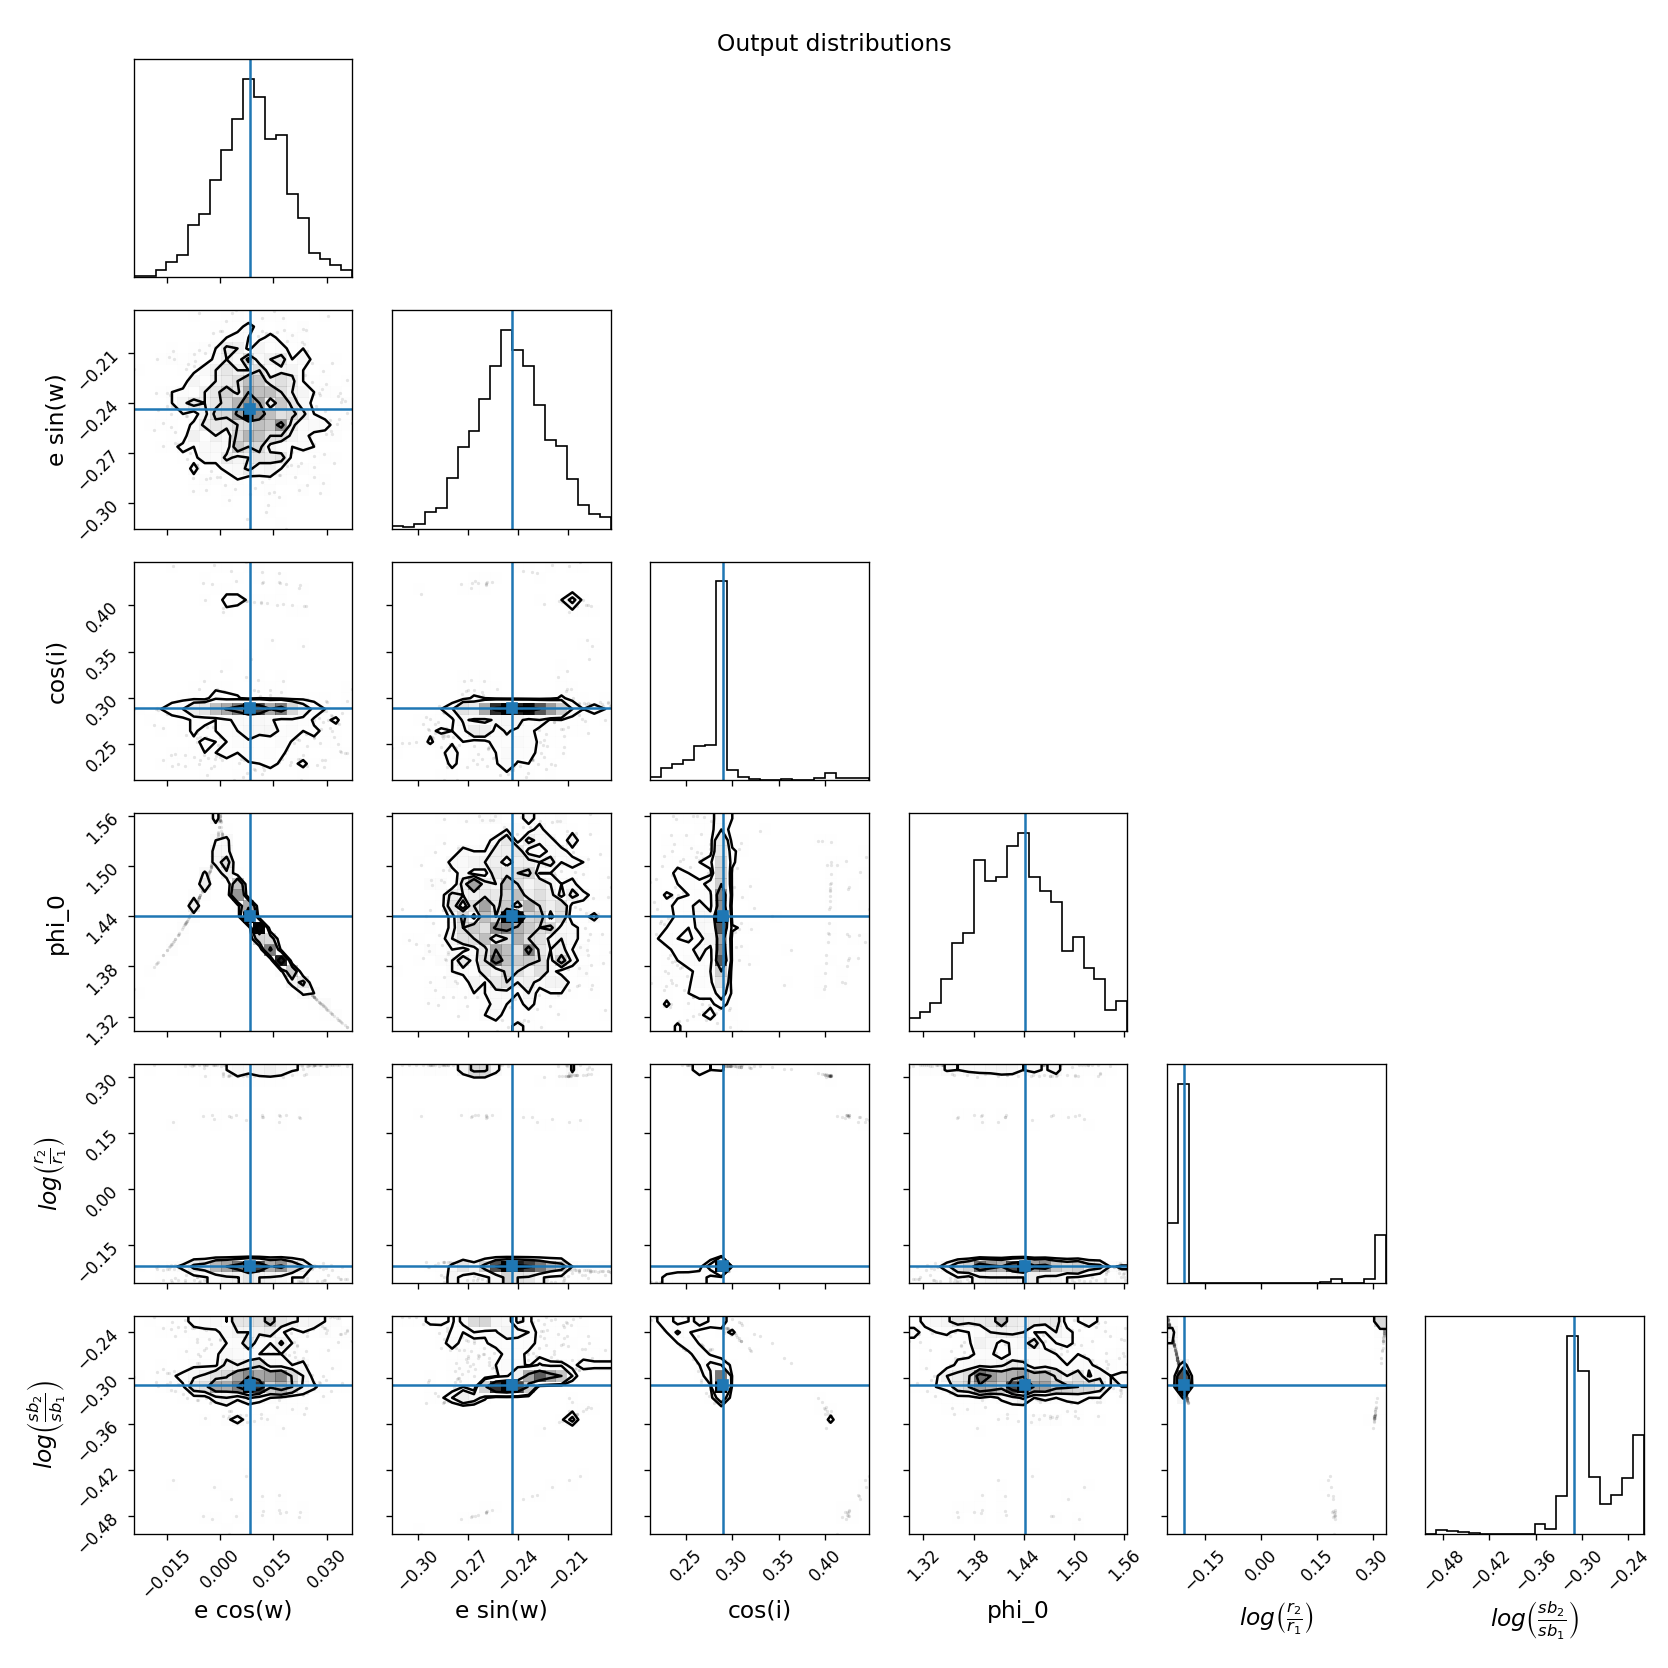 Output distributions
e sin(w)
−0.21
−0.24
−0.27
−0.30
cos(i)
0.40
0.35
0.30
0.25
phi_0
1.56
1.50
1.44
1.38
1.32
log(r₂/r₁)
0.30
0.15
0.00
−0.15
log(sb₂/sb₁)
−0.24
−0.30
−0.36
−0.42
−0.48
−0.015 0.000 0.015 0.030 −0.30 −0.27 −0.24 −0.21 0.25 0.30 0.35 0.40 1.32 1.38 1.44 1.50 1.56 −0.15 0.00 0.15 0.30 −0.48 −0.42 −0.36 −0.30 −0.24
e cos(w) e sin(w) cos(i) phi_0 log(r₂/r₁) log(sb₂/sb₁)